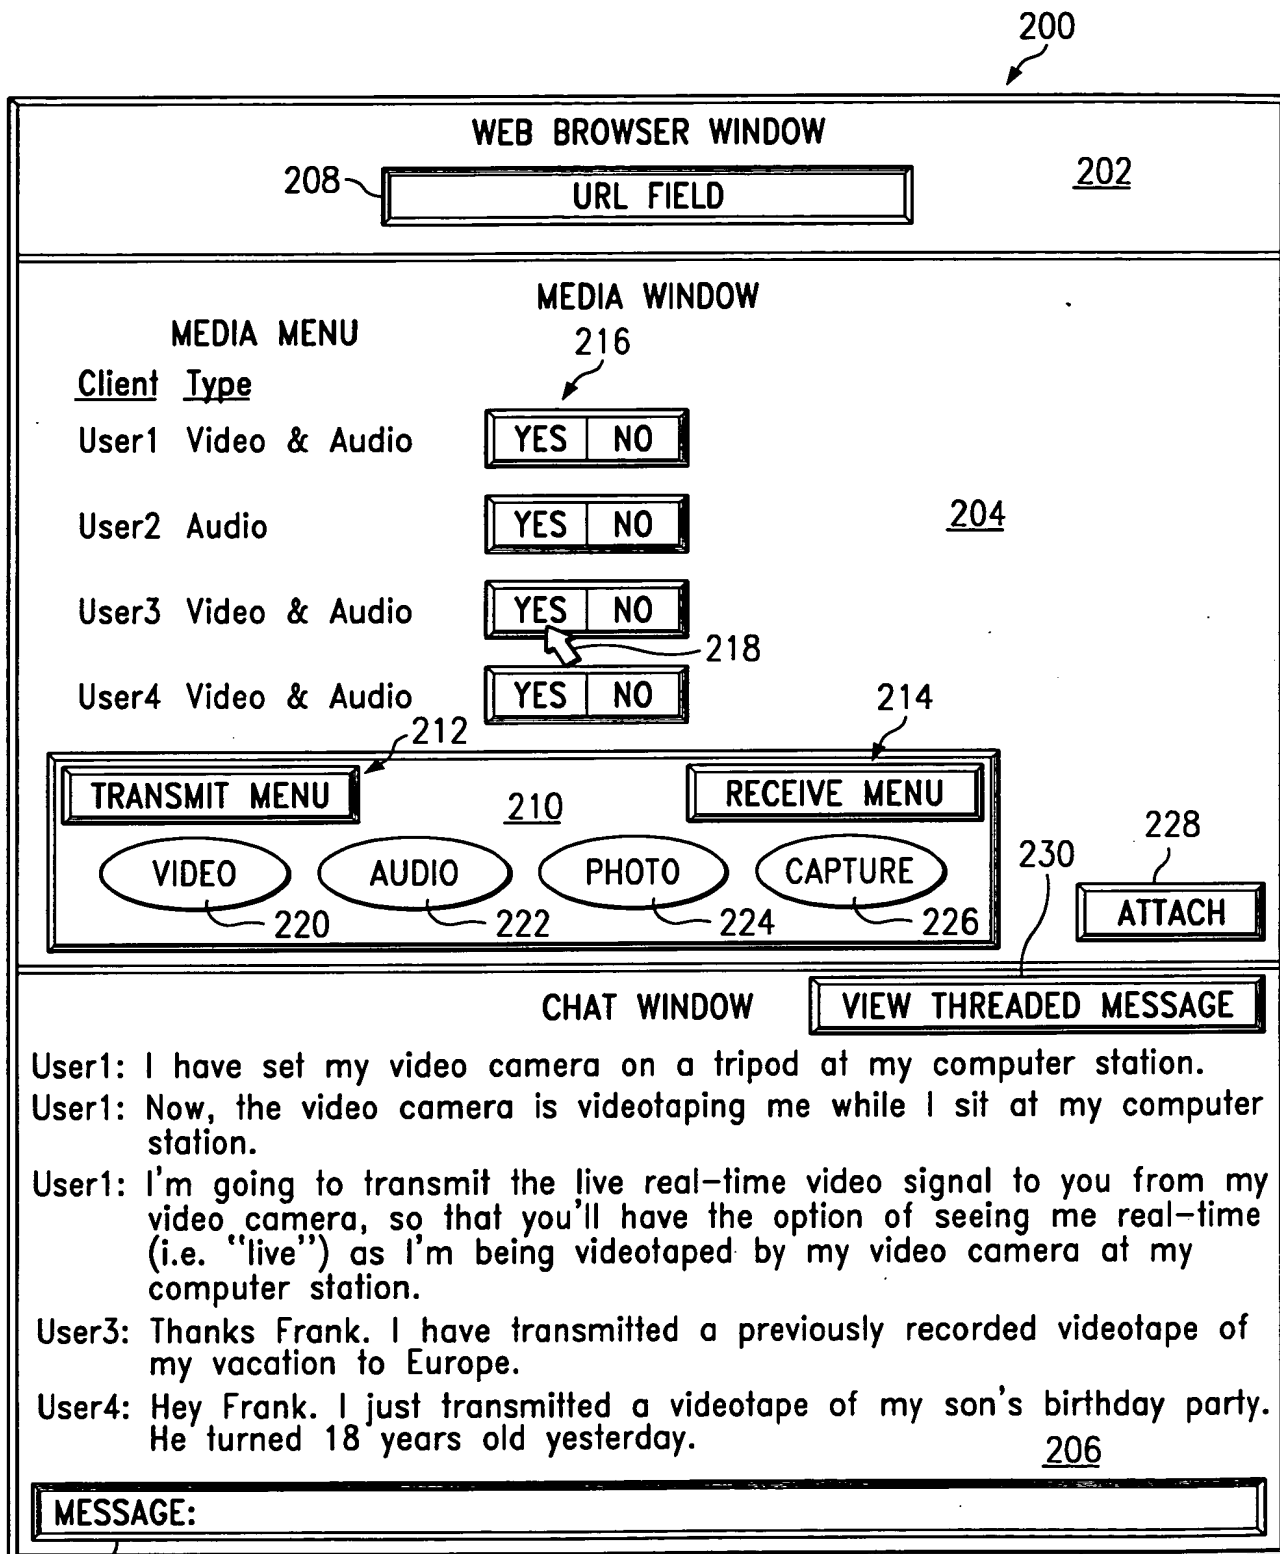 200
WEB BROWSER WINDOW
208
URL FIELD
202
MEDIA WINDOW
MEDIA MENU
216
Client Type
User1 Video & Audio YES NO
User2 Audio YES NO
204
User3 Video & Audio YES NO
218
User4 Video & Audio YES NO
214
212
TRANSMIT MENU
210
RECEIVE MENU
228
230
VIDEO AUDIO PHOTO CAPTURE
ATTACH
220 222 224 226
CHAT WINDOW VIEW THREADED MESSAGE
User1: I have set my video camera on a tripod at my computer station.
User1: Now, the video camera is videotaping me while I sit at my computer
station.
User1: I'm going to transmit the live real-time video signal to you from my
video camera, so that you'll have the option of seeing me real-time
(i.e. "live") as I'm being videotaped by my video camera at my
computer station.
User3: Thanks Frank. I have transmitted a previously recorded videotape of
my vacation to Europe.
User4: Hey Frank. I just transmitted a videotape of my son's birthday party.
He turned 18 years old yesterday.
206
MESSAGE: